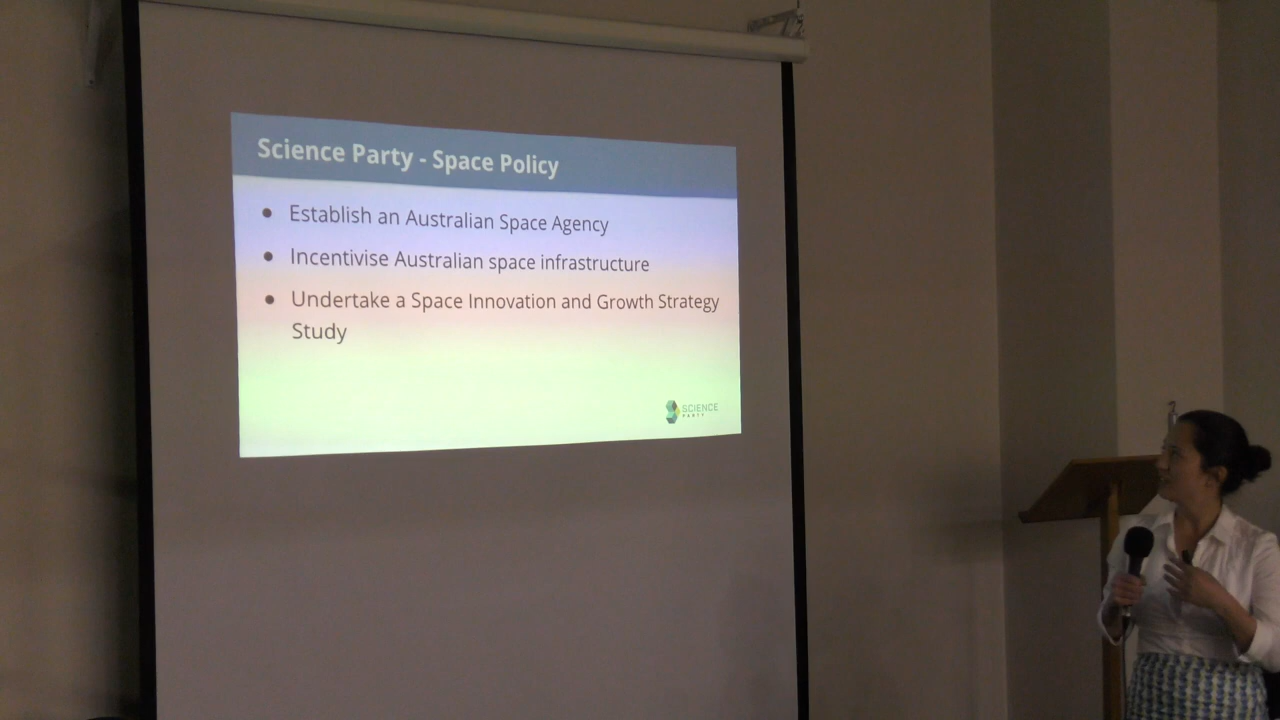 Science Party - Space Policy
• Establish an Australian Space Agency
• Incentivise Australian space infrastructure
• Undertake a Space Innovation and Growth Strategy
Study
SCIENCE
PARTY